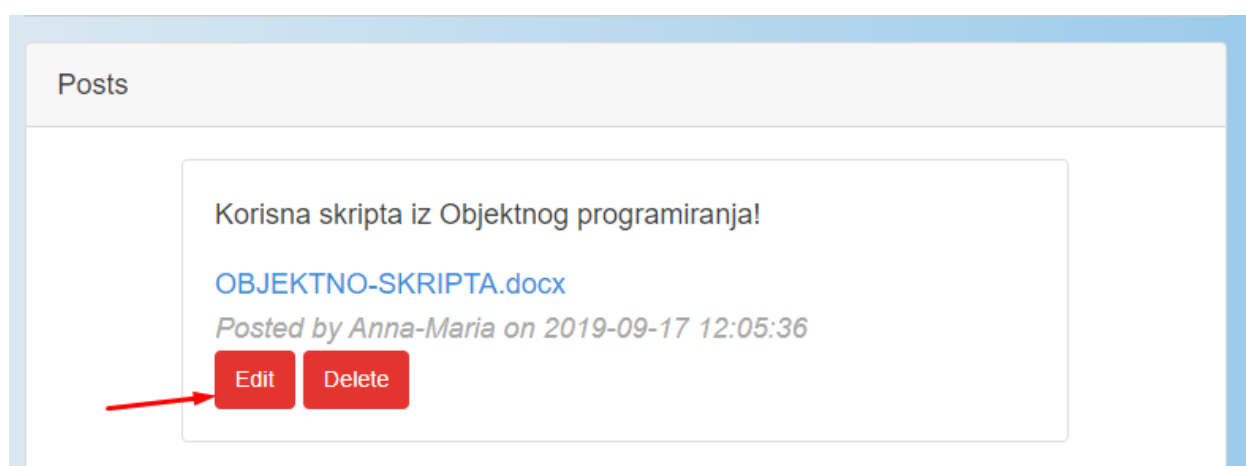 Posts
Korisna skripta iz Objektnog programiranja!
OBJEKTNO-SKRIPTA.docx
Posted by Anna-Maria on 2019-09-17 12:05:36
Edit Delete